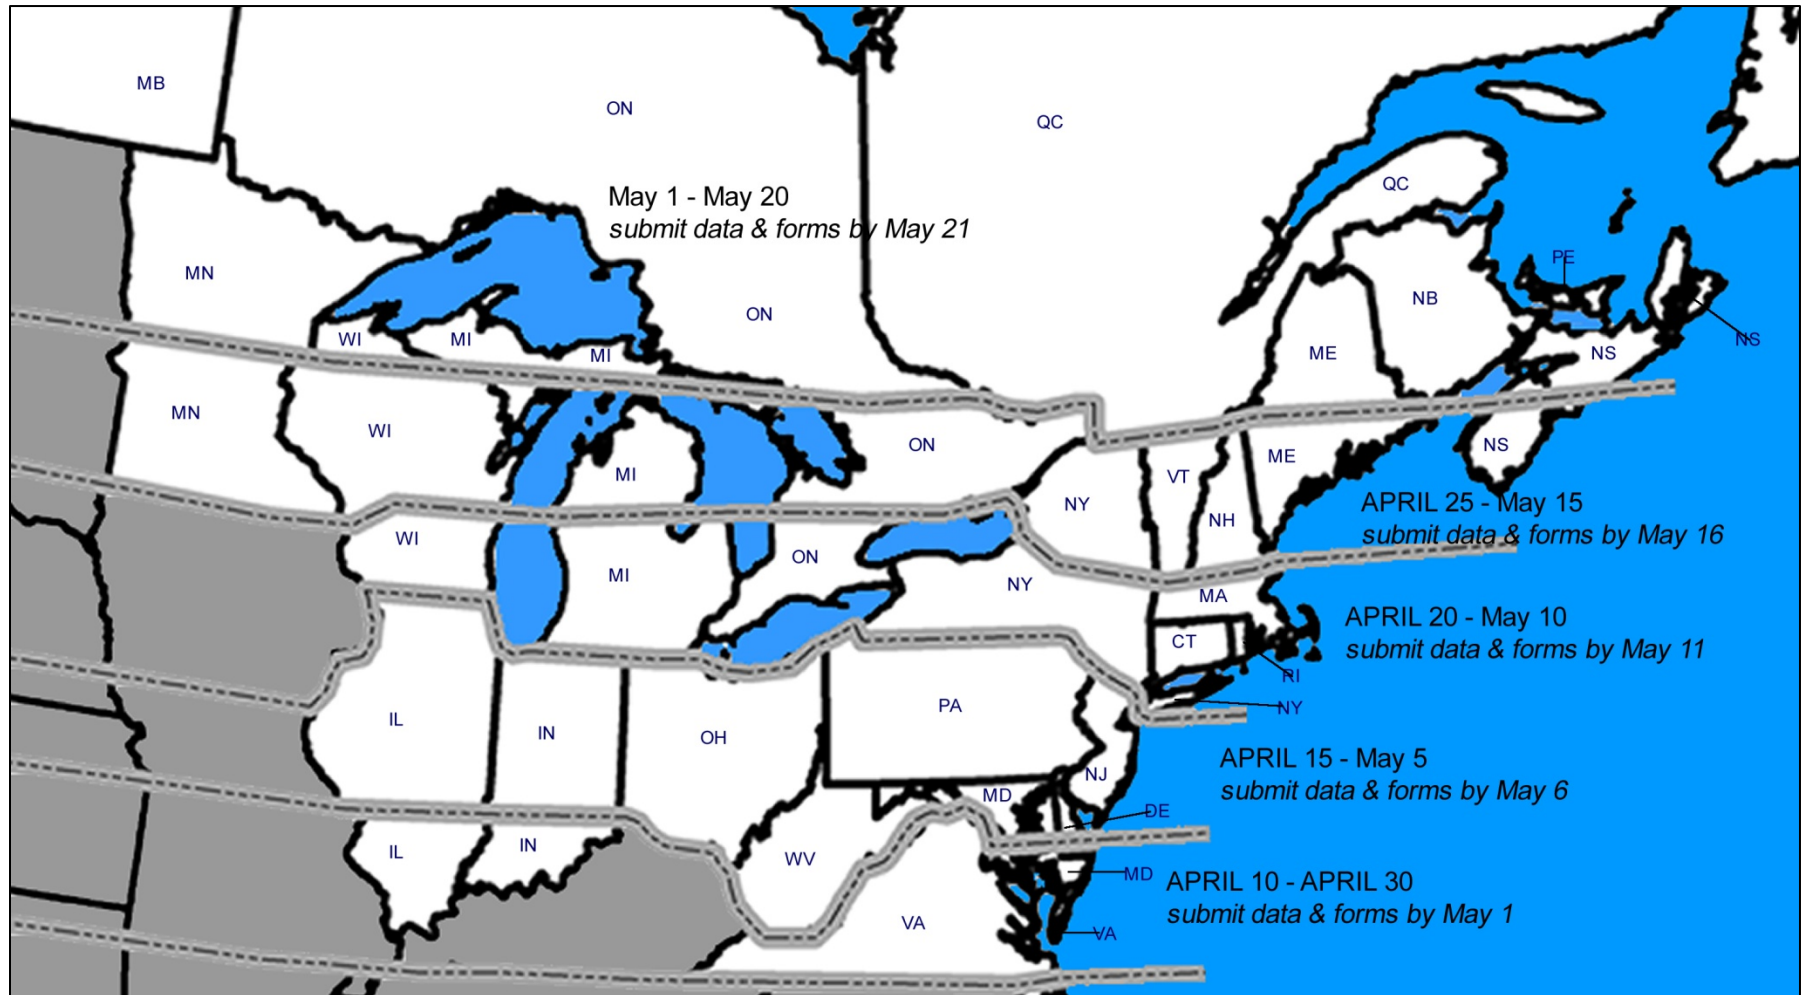 MB
ON
QC
QC
May 1 - May 20
submit data & forms by May 21
MN
PE
NB
ON
WI
MI
MI
ME
NS
NS
MN
WI
MI
ON
NY
VT
NH
ME
NS
APRIL 25 - May 15
submit data & forms by May 16
WI
MI
ON
NY
MA
CT
RI
NY
APRIL 20 - May 10
submit data & forms by May 11
IL
IN
OH
PA
NJ
MD
DE
APRIL 15 - May 5
submit data & forms by May 6
IL
IN
WV
MD
VA
VA
APRIL 10 - APRIL 30
submit data & forms by May 1